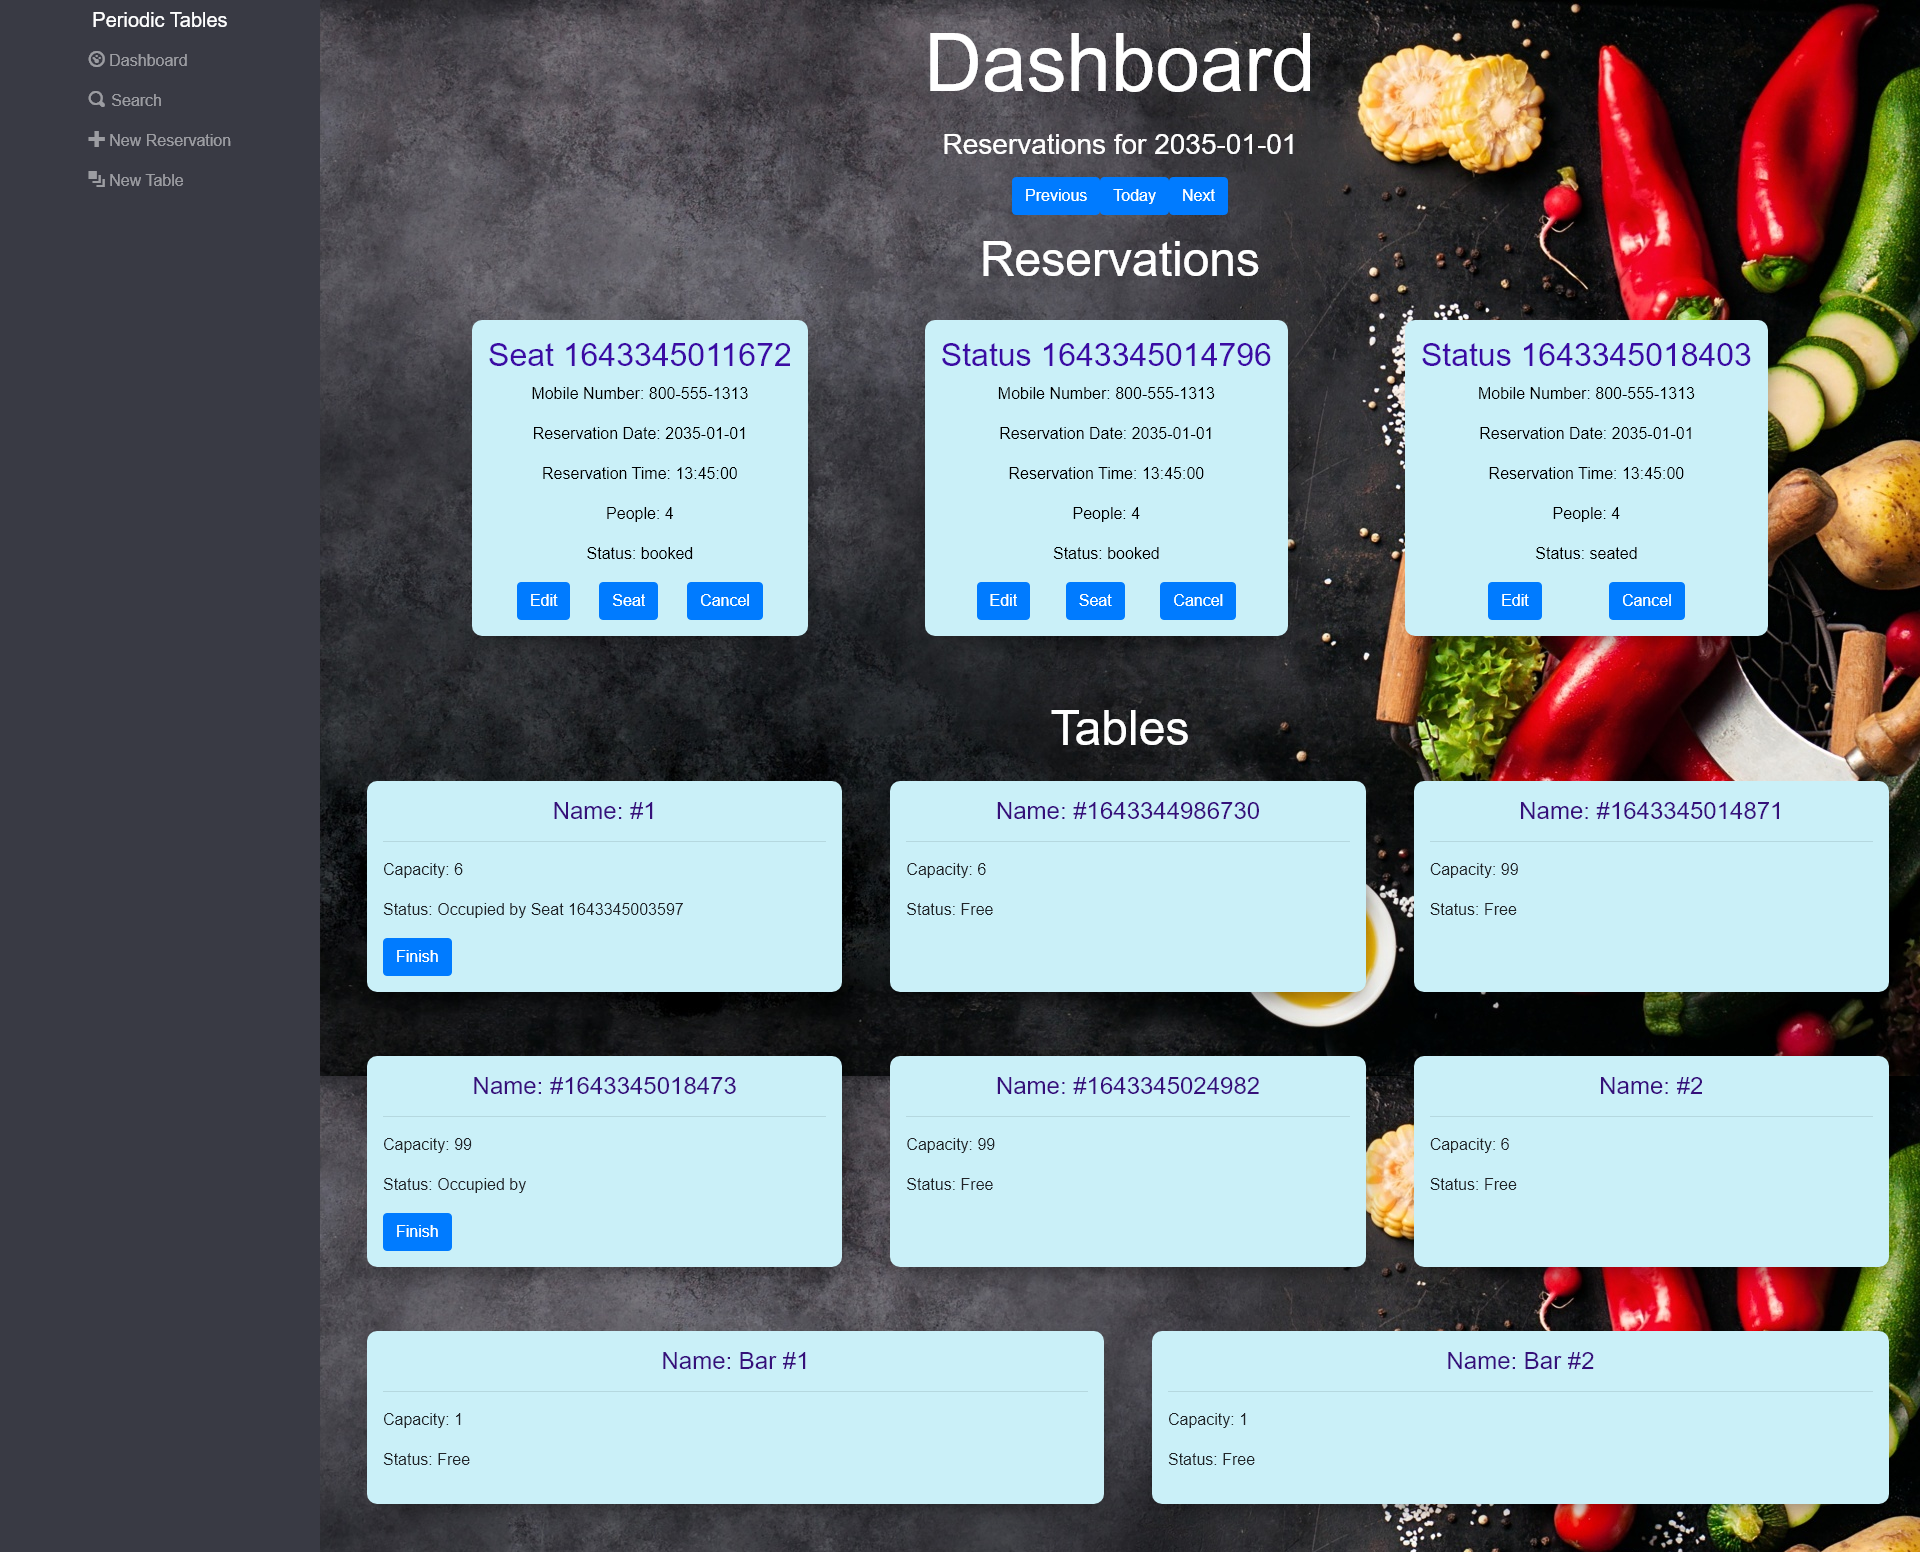 Periodic Tables
Dashboard
Search
New Reservation
New Table
Dashboard
Reservations for 2035-01-01
Previous Today Next
Reservations
Seat 1643345011672
Mobile Number: 800-555-1313
Reservation Date: 2035-01-01
Reservation Time: 13:45:00
People: 4
Status: booked
Edit Seat Cancel
Status 1643345014796
Mobile Number: 800-555-1313
Reservation Date: 2035-01-01
Reservation Time: 13:45:00
People: 4
Status: booked
Edit Seat Cancel
Status 1643345018403
Mobile Number: 800-555-1313
Reservation Date: 2035-01-01
Reservation Time: 13:45:00
People: 4
Status: seated
Edit Cancel
Tables
Name: #1
Capacity: 6
Status: Occupied by Seat 1643345003597
Finish
Name: #1643344986730
Capacity: 6
Status: Free
Name: #1643345014871
Capacity: 99
Status: Free
Name: #1643345018473
Capacity: 99
Status: Occupied by
Finish
Name: #1643345024982
Capacity: 99
Status: Free
Name: #2
Capacity: 6
Status: Free
Name: Bar #1
Capacity: 1
Status: Free
Name: Bar #2
Capacity: 1
Status: Free